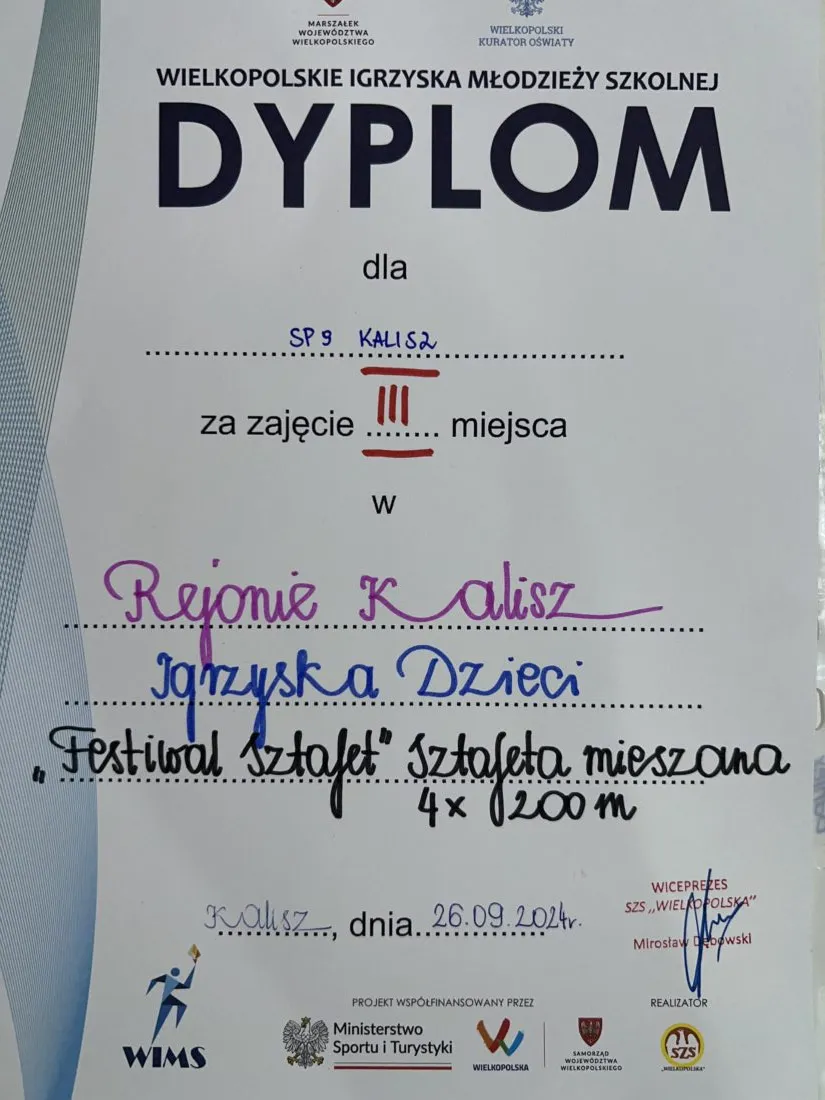 MARSZAŁEK
WOJEWÓDZTWA
WIELKOPOLSKIEGO
WIELKOPOLSKI
KURATOR OŚWIATY
WIELKOPOLSKIE IGRZYSKA MŁODZIEŻY SZKOLNEJ
DYPLOM
dla
SP 9 KALISZ
za zajęcie III miejsca
w
Rejonie Kalisz
Igrzyska Dzieci
„Festiwal Sztafet" Sztafeta mieszana
4x 200 m
WICEPREZES
SZS „WIELKOPOLSKA"
Mirosław Dębowski
Kalisz, dnia 26.09.2024r.
PROJEKT WSPÓŁFINANSOWANY PRZEZ
REALIZATOR
WIMS
Ministerstwo
Sportu i Turystyki
WIELKOPOLSKA
SAMORZĄD
WOJEWÓDZTWA
WIELKOPOLSKIEGO
SZS
„WIELKOPOLSKA"